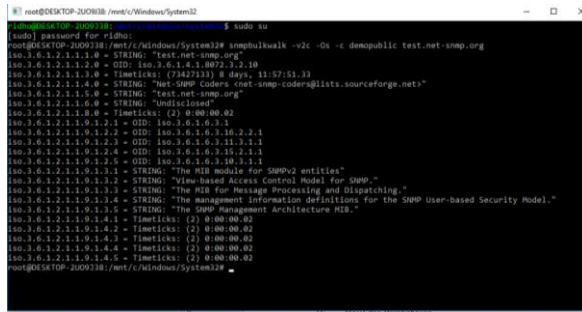 root@DESKTOP-2UO9J38: /mnt/c/Windows/System32
ridho@DESKTOP-2UO9J38: $ sudo su
[sudo] password for ridho:
root@DESKTOP-2UO9J38:/mnt/c/Windows/System32# snmpbulkwalk -v2c -Os -c demopublic test.net-snmp.org
iso.3.6.1.2.1.1.1.0 = STRING: "test.net-snmp.org"
iso.3.6.1.2.1.1.2.0 = OID: iso.3.6.1.4.1.8072.3.2.10
iso.3.6.1.2.1.1.3.0 = Timeticks: (73427133) 8 days, 11:57:51.33
iso.3.6.1.2.1.1.4.0 = STRING: "Net-SNMP Coders <net-snmp-coders@lists.sourceforge.net>"
iso.3.6.1.2.1.1.5.0 = STRING: "test.net-snmp.org"
iso.3.6.1.2.1.1.6.0 = STRING: "Undisclosed"
iso.3.6.1.2.1.1.8.0 = Timeticks: (2) 0:00:00.02
iso.3.6.1.2.1.1.9.1.2.1 = OID: iso.3.6.1.6.3.1
iso.3.6.1.2.1.1.9.1.2.2 = OID: iso.3.6.1.6.3.16.2.2.1
iso.3.6.1.2.1.1.9.1.2.3 = OID: iso.3.6.1.6.3.11.3.1.1
iso.3.6.1.2.1.1.9.1.2.4 = OID: iso.3.6.1.6.3.15.2.1.1
iso.3.6.1.2.1.1.9.1.2.5 = OID: iso.3.6.1.6.3.10.3.1.1
iso.3.6.1.2.1.1.9.1.3.1 = STRING: "The MIB module for SNMPv2 entities"
iso.3.6.1.2.1.1.9.1.3.2 = STRING: "View-based Access Control Model for SNMP."
iso.3.6.1.2.1.1.9.1.3.3 = STRING: "The MIB for Message Processing and Dispatching."
iso.3.6.1.2.1.1.9.1.3.4 = STRING: "The management information definitions for the SNMP User-based Security Model."
iso.3.6.1.2.1.1.9.1.3.5 = STRING: "The SNMP Management Architecture MIB."
iso.3.6.1.2.1.1.9.1.4.1 = Timeticks: (2) 0:00:00.02
iso.3.6.1.2.1.1.9.1.4.2 = Timeticks: (2) 0:00:00.02
iso.3.6.1.2.1.1.9.1.4.3 = Timeticks: (2) 0:00:00.02
iso.3.6.1.2.1.1.9.1.4.4 = Timeticks: (2) 0:00:00.02
iso.3.6.1.2.1.1.9.1.4.5 = Timeticks: (2) 0:00:00.02
root@DESKTOP-2UO9J38:/mnt/c/Windows/System32#